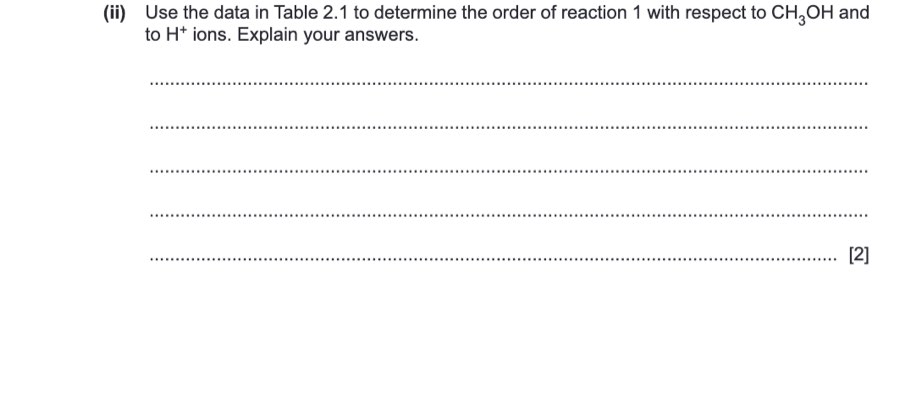 (ii) Use the data in Table 2.1 to determine the order of reaction 1 with respect to CH₃OH and
to H⁺ ions. Explain your answers.
[2]